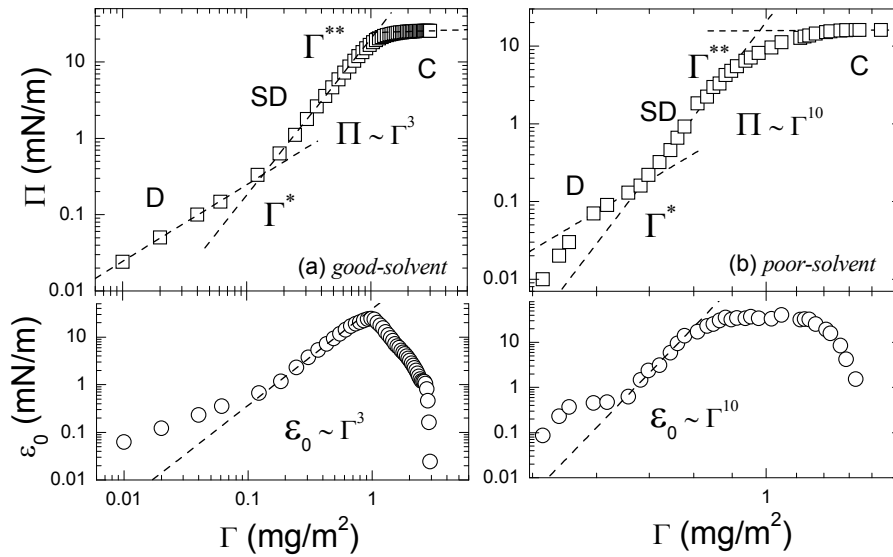 Γ**
SD
C
Π ~ Γ³
D
Γ*
(a) good-solvent
Π (mN/m)
10
1
0.1
0.01
Γ**
C
SD
Π ~ Γ¹⁰
D
Γ*
(b) poor-solvent
10
1
0.1
0.01
ε₀ (mN/m)
10
1
0.1
0.01
ε₀ ~ Γ³
0.01 0.1 1
Γ (mg/m²)
10
1
0.1
0.01
ε₀ ~ Γ¹⁰
1
Γ (mg/m²)